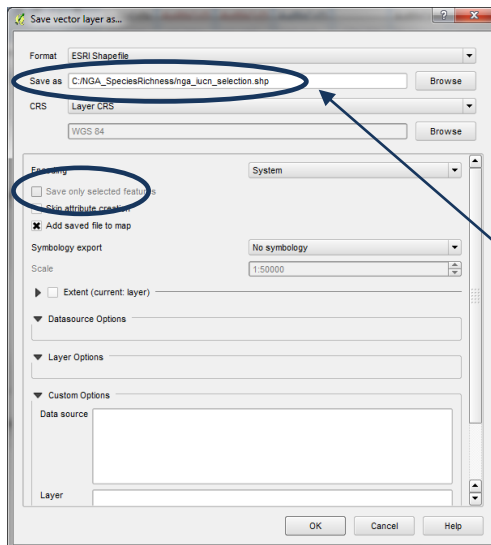 Save vector layer as...
Format ESRI Shapefile
Save as C:/NGA_SpeciesRichness/nga_iucn_selection.shp Browse
CRS Layer CRS
WGS 84 Browse
Encoding System
Save only selected features
Skip attribute creation
Add saved file to map
Symbology export No symbology
Scale 1:50000
Extent (current: layer)
Datasource Options
Layer Options
Custom Options
Data source
Layer
OK Cancel Help